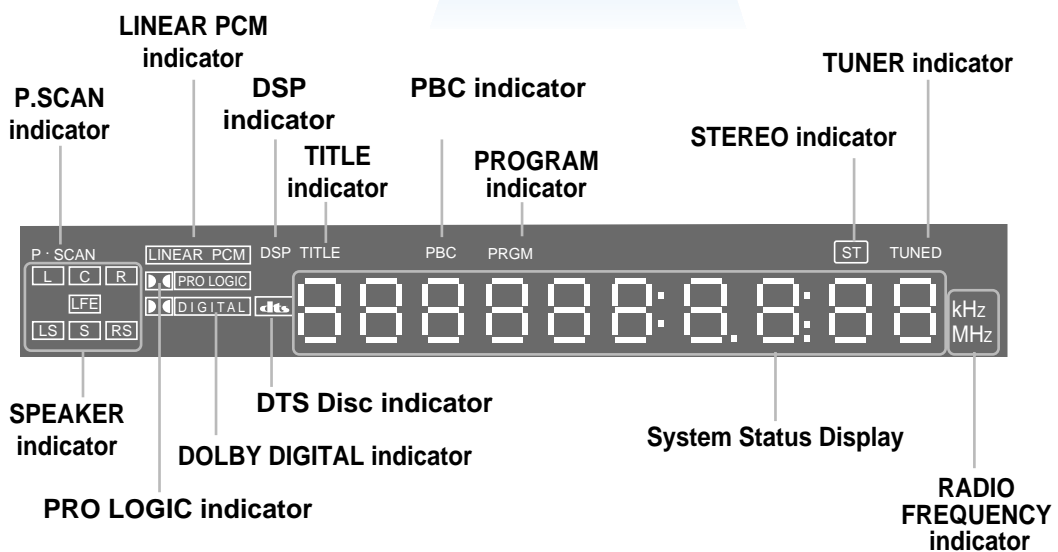 LINEAR PCM
indicator
P.SCAN
indicator
DSP
indicator
TITLE
indicator
PBC indicator
PROGRAM
indicator
STEREO indicator
TUNER indicator
P · SCAN
LINEAR PCM
DSP
TITLE
PBC
PRGM
ST
TUNED
L C R
PRO LOGIC
LFE
DIGITAL
dts
LS S RS
88888:8.8:88
kHz
MHz
SPEAKER
indicator
DTS Disc indicator
DOLBY DIGITAL indicator
PRO LOGIC indicator
System Status Display
RADIO
FREQUENCY
indicator